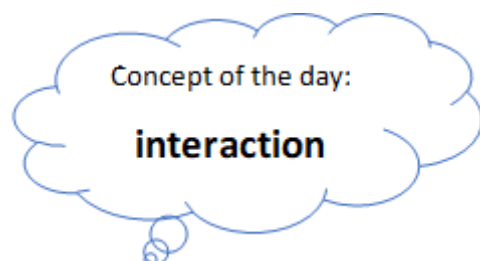 Concept of the day:
interaction